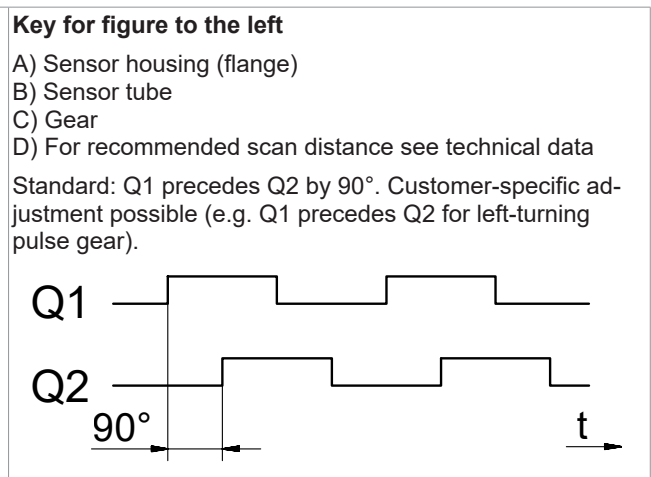 Key for figure to the left
A) Sensor housing (flange)
B) Sensor tube
C) Gear
D) For recommended scan distance see technical data
Standard: Q1 precedes Q2 by 90°. Customer-specific ad-
justment possible (e.g. Q1 precedes Q2 for left-turning
pulse gear).
Q1
Q2
90°
t